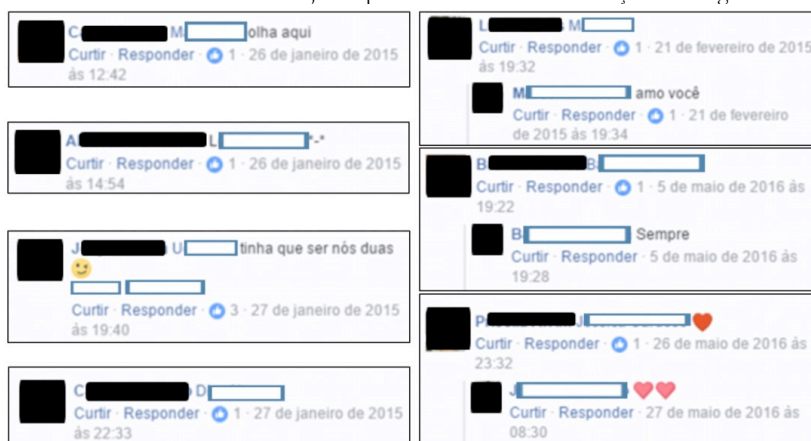 olha aqui
Curtir · Responder · 1 · 26 de janeiro de 2015
às 12:42
*-*
Curtir · Responder · 1 · 26 de janeiro de 2015
às 14:54
tinha que ser nós duas
Curtir · Responder · 3 · 27 de janeiro de 2015
às 19:40
Curtir · Responder · 1 · 27 de janeiro de 2015
às 22:33
Curtir · Responder · 1 · 21 de fevereiro de 2015
às 19:32
amo você
Curtir · Responder · 1 · 21 de fevereiro
de 2015 às 19:34
Curtir · Responder · 1 · 5 de maio de 2016 às
19:22
Sempre
Curtir · Responder · 5 de maio de 2016 às
19:28
Curtir · Responder · 1 · 26 de maio de 2016 às
23:32
Curtir · Responder · 27 de maio de 2016 às
08:30